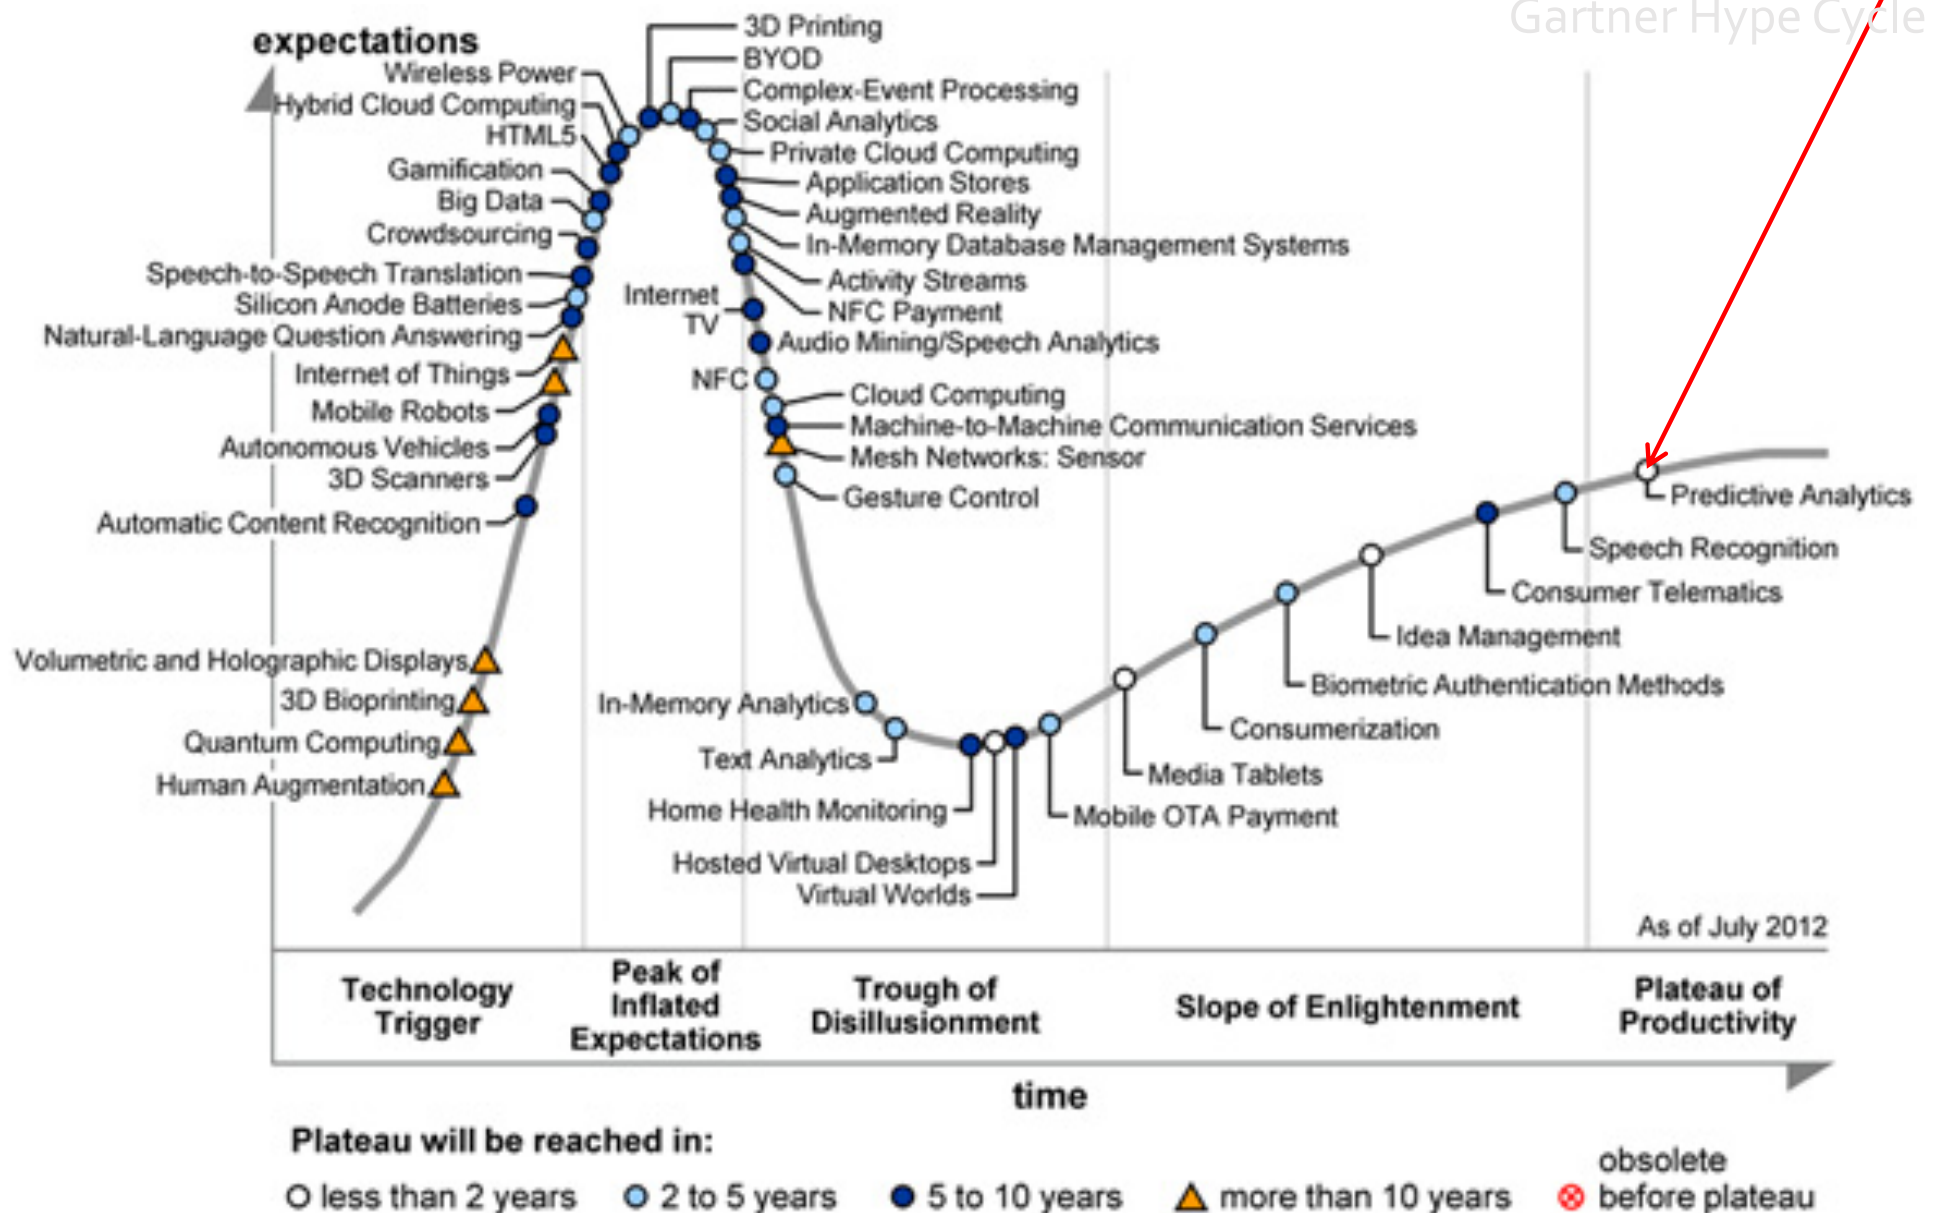 Gartner Hype Cycle
expectations
3D Printing
BYOD
Wireless Power
Complex-Event Processing
Hybrid Cloud Computing
Social Analytics
HTML5
Private Cloud Computing
Gamification
Application Stores
Big Data
Augmented Reality
Crowdsourcing
In-Memory Database Management Systems
Speech-to-Speech Translation
Activity Streams
Silicon Anode Batteries
Internet
TV
NFC Payment
Natural-Language Question Answering
Audio Mining/Speech Analytics
Internet of Things
NFC
Cloud Computing
Mobile Robots
Machine-to-Machine Communication Services
Autonomous Vehicles
Mesh Networks: Sensor
3D Scanners
Gesture Control
Predictive Analytics
Automatic Content Recognition
Speech Recognition
Consumer Telematics
Idea Management
Volumetric and Holographic Displays
Biometric Authentication Methods
3D Bioprinting
In-Memory Analytics
Consumerization
Quantum Computing
Text Analytics
Media Tablets
Human Augmentation
Home Health Monitoring
Mobile OTA Payment
Hosted Virtual Desktops
Virtual Worlds
As of July 2012
Technology
Trigger
Peak of
Inflated
Expectations
Trough of
Disillusionment
Slope of Enlightenment
Plateau of
Productivity
time
Plateau will be reached in:
less than 2 years
2 to 5 years
5 to 10 years
more than 10 years
obsolete
before plateau